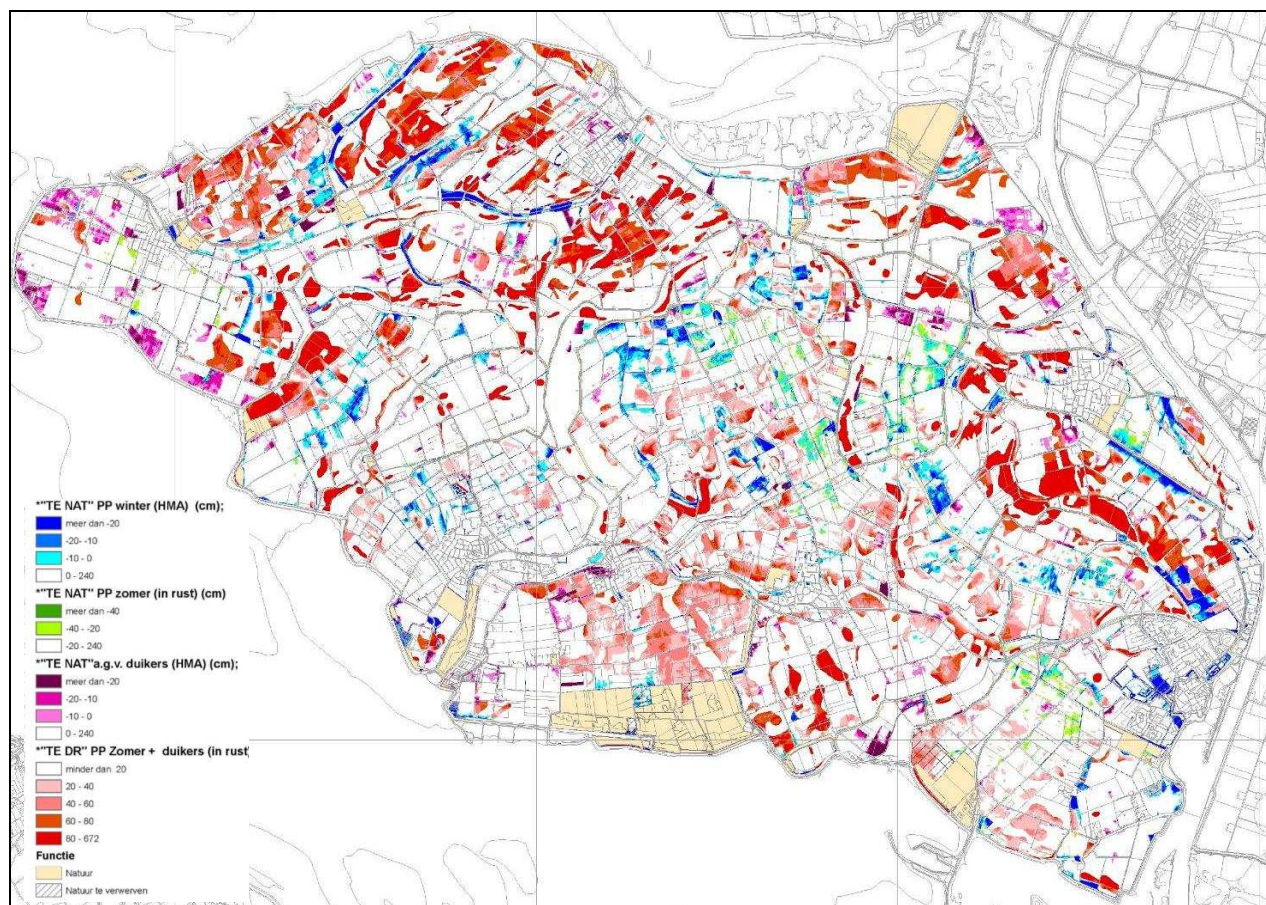 *"TE NAT" PP winter (HMA) (cm);
meer dan -20
-20- -10
-10 - 0
0 - 240
*"TE NAT" PP zomer (in rust) (cm)
meer dan -40
-40 - -20
-20 - 240
*"TE NAT"a.g.v. duikers (HMA) (cm);
meer dan -20
-20 - -10
-10 - 0
0 - 240
*"TE DR" PP Zomer + duikers (in rust
minder dan 20
20 - 40
40 - 60
60 - 80
80 - 672
Functie
Natuur
Natuur te verwerven